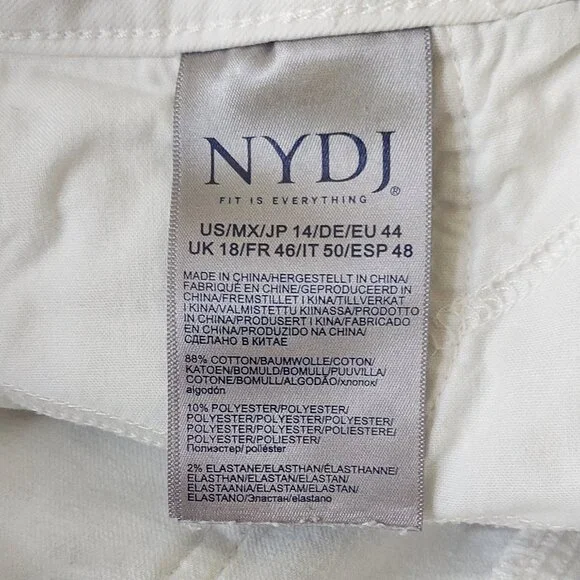 NYDJ®
FIT IS EVERYTHING
US/MX/JP 14/DE/EU 44
UK 18/FR 46/IT 50/ESP 48
MADE IN CHINA/HERGESTELLT IN CHINA/
FABRIQUÉ EN CHINE/GEPRODUCEERD IN
CHINA/FREMSTILLET I KINA/TILLVERKAT
I KINA/VALMISTETTU KIINASSA/PRODOTTO
IN CHINA/PRODUSERT I KINA/FABRICADO
EN CHINA/PRODUZIDO NA CHINA/
СДЕЛАНО В КИТАЕ
88% COTTON/BAUMWOLLE/COTON/
KATOEN/BOMULD/BOMULL/PUUVILLA/
COTONE/BOMULL/ALGODÃO/хлопок/
algodón
10% POLYESTER/POLYESTER/
POLYESTER/POLYESTER/POLYESTER/
POLYESTER/POLYESTERI/POLIESTERE/
POLYESTER/POLIESTER/
Полиэстер/poliéster
2% ELASTANE/ELASTHAN/ÉLASTHANNE/
ELASTHAN/ELASTAN/ELASTAN/
ELASTAANIA/ELASTAM/ELASTAN/
ELASTANO/Эластан/elastano